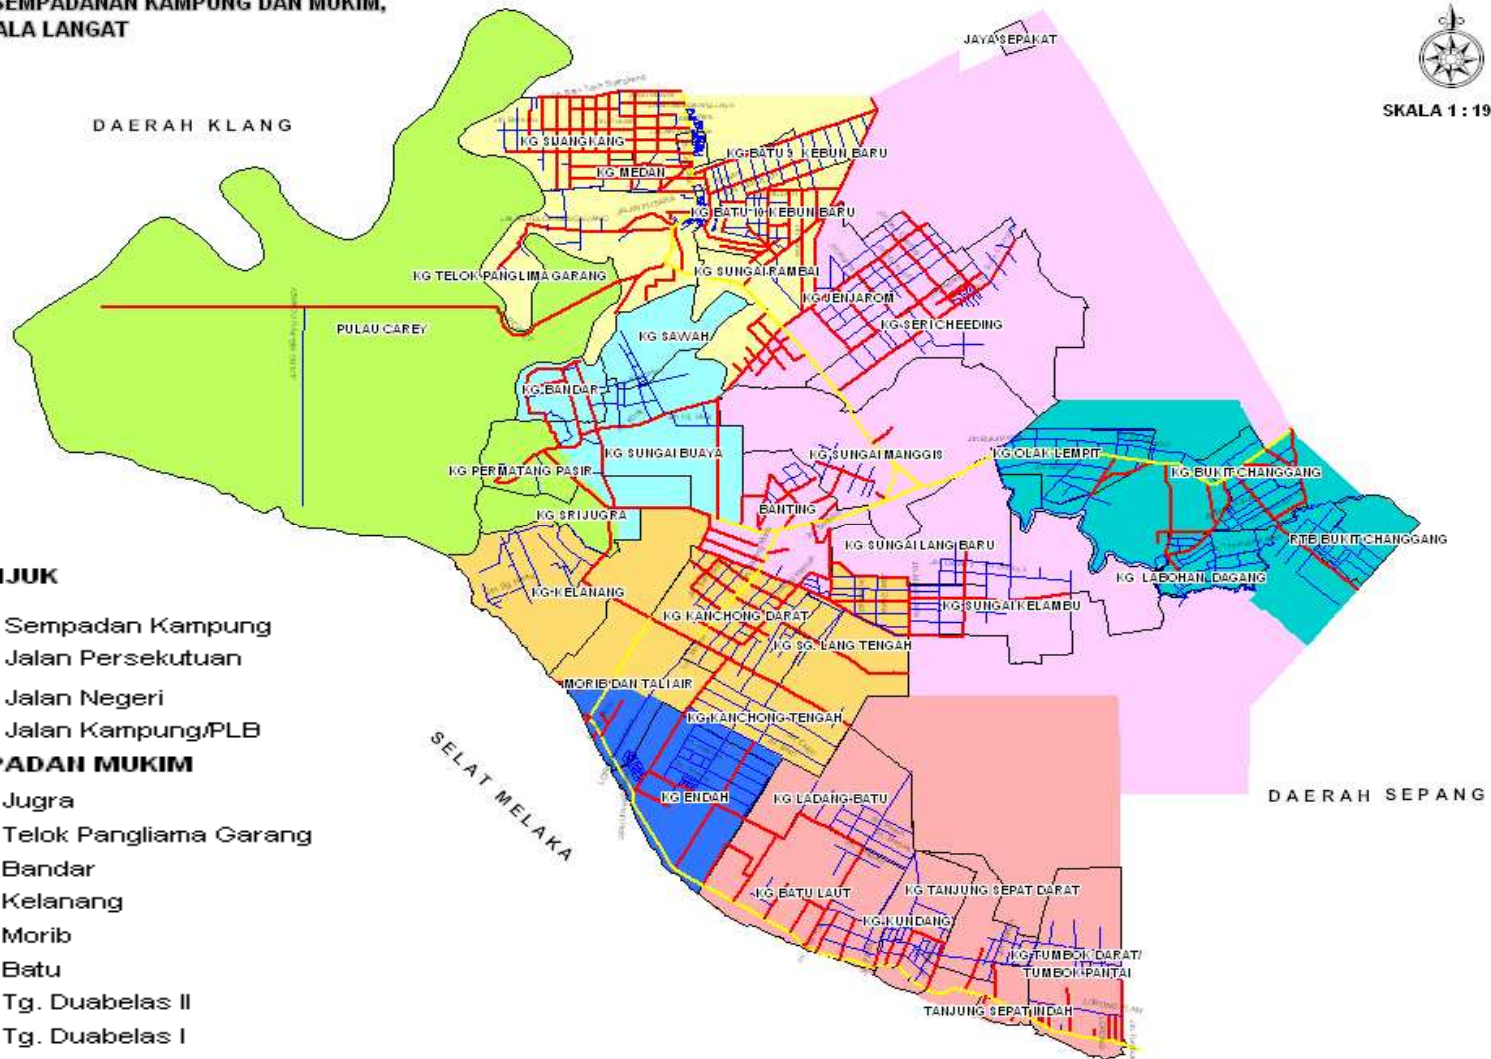 SEMPADANAN KAMPUNG DAN MUKIM,
ALA LANGAT
SKALA 1 : 19
DAERAH KLANG
JAYA SEPAKAT
KG SIJANGKANG
KG MEDAN
KG BATU 9 KEBUN BARU
KG BATU 10 KEBUN BARU
KG TELOK PANGLIMA GARANG
KG SUNGAI RAMBAI
KG JENJAROM
KG SERI CHEEDING
PULAU CAREY
KG SAWAH
KG BANDAR
KG SUNGAI BUAYA
KG SUNGAI MANGGIS
KG OLAK LEMPIT
KG BUKIT CHANGGANG
KG PERMATANG PASIR
KG SRI JUGRA
BANTING
KG SUNGAI LANG BARU
RTB BUKIT CHANGGANG
KG LABOHAN DAGANG
KG KELANANG
KG KANCHONG DARAT
KG SUNGAI KELAMBU
KG SG. LANG TENGAH
MORIB DAN TALI AIR
KG KANCHONG TENGAH
KG ENDAH
KG LADANG BATU
SELAT MELAKA
DAERAH SEPANG
KG BATU LAUT
KG TANJUNG SEPAT DARAT
KG KUNDANG
KG TUMBOK DARAT/
TUMBOK PANTAI
TANJUNG SEPAT INDAH
JUK
Sempadan Kampung
Jalan Persekutuan
Jalan Negeri
Jalan Kampung/PLB
ADAN MUKIM
Jugra
Telok Pangliama Garang
Bandar
Kelanang
Morib
Batu
Tg. Duabelas II
Tg. Duabelas I